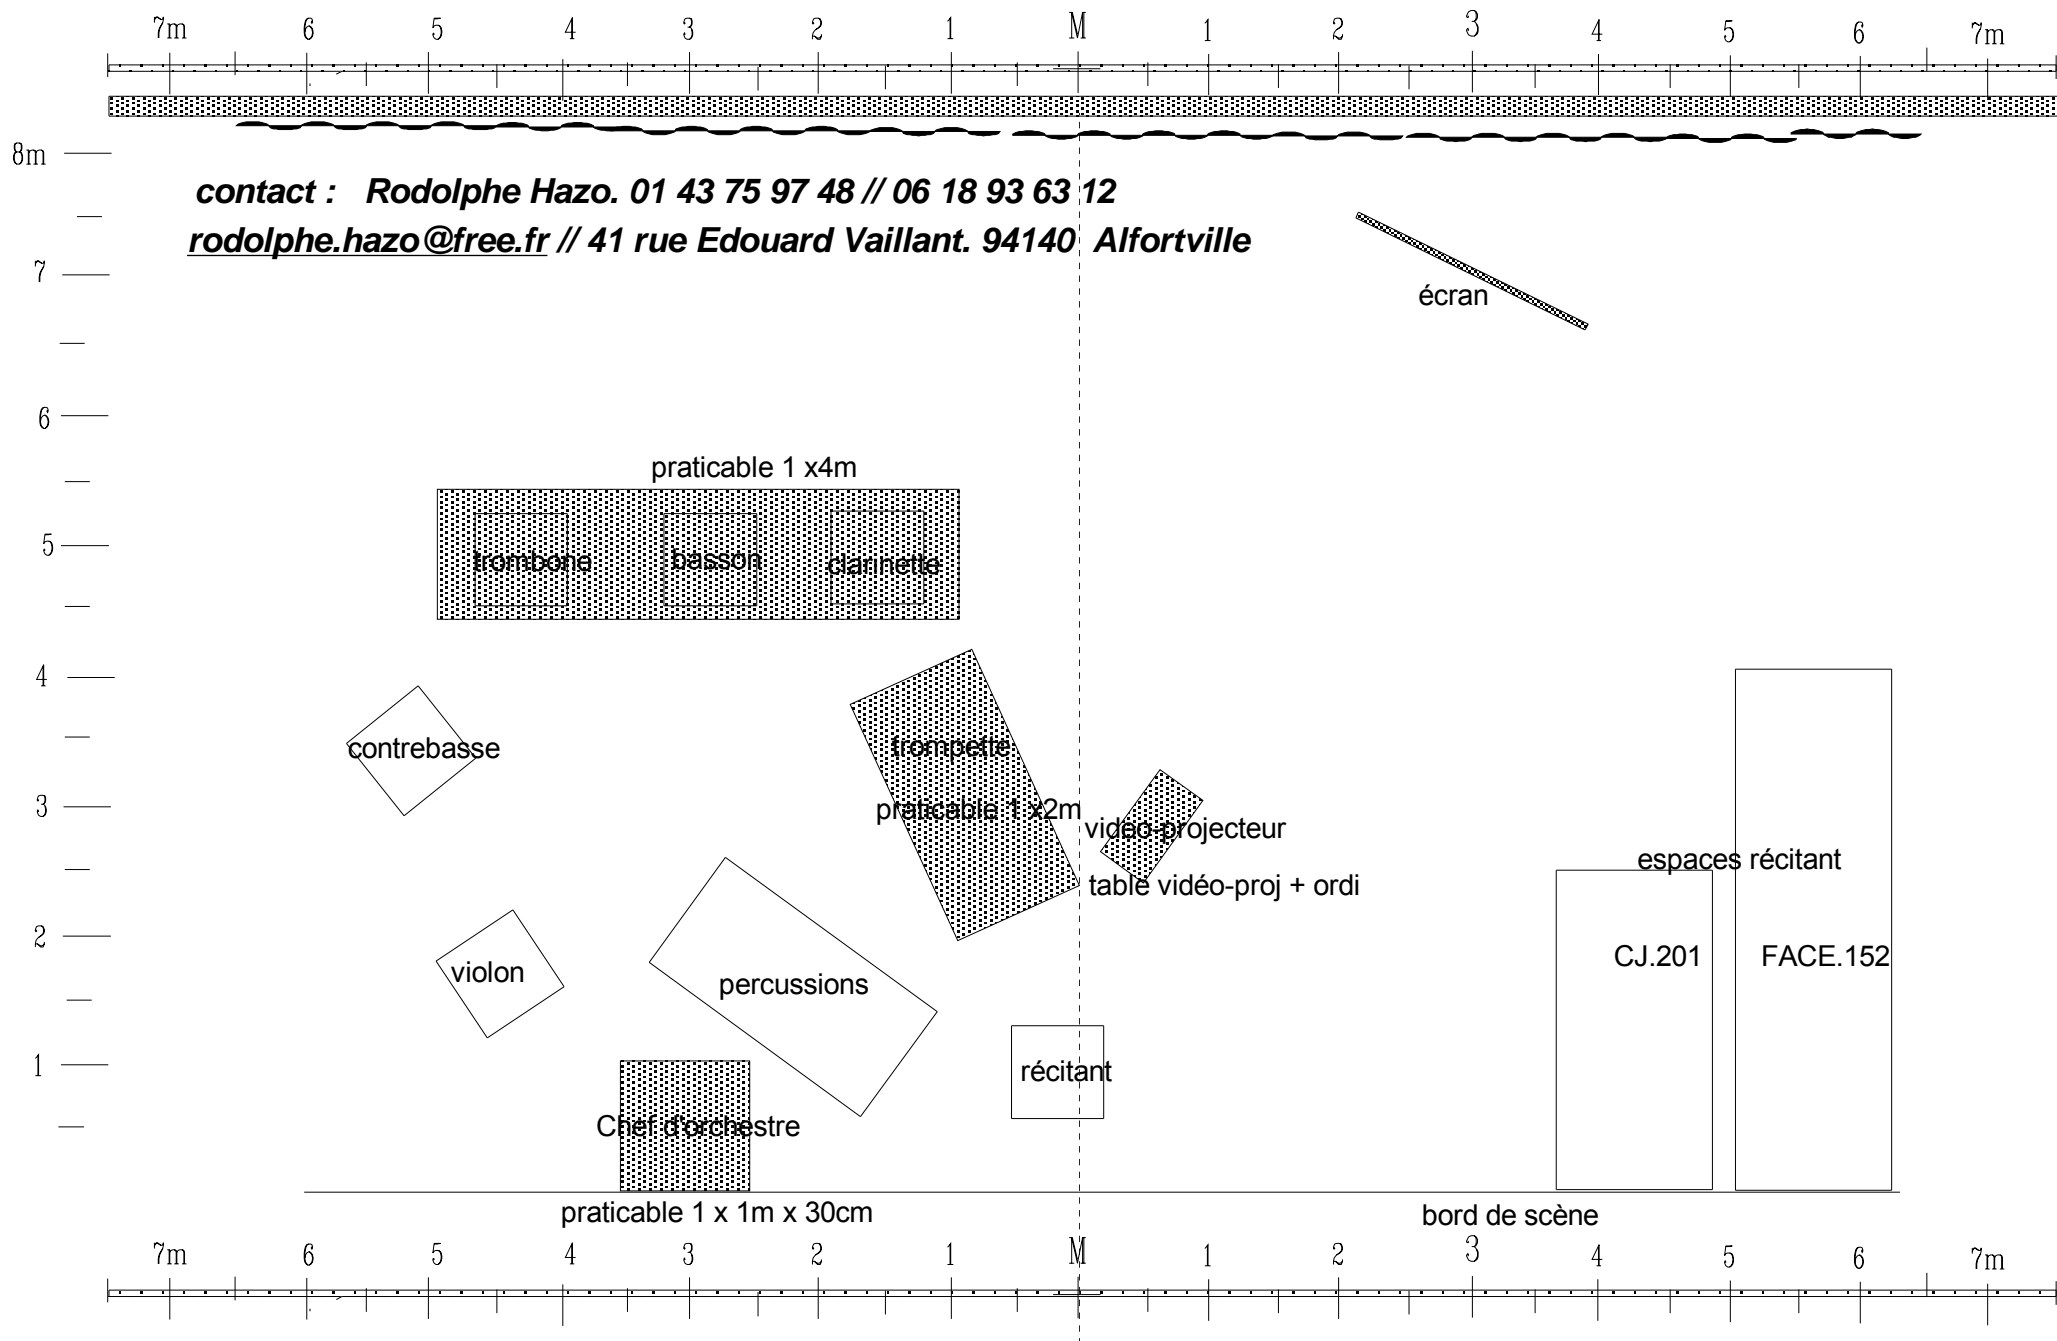 7m 6 5 4 3 2 1 M 1 2 3 4 5 6 7m
8m
contact : Rodolphe Hazo. 01 43 75 97 48 // 06 18 93 63 12
rodolphe.hazo@free.fr // 41 rue Edouard Vaillant. 94140 Alfortville
7
écran
6
praticable 1 x4m
5
trombone basson clarinette
4
contrebasse trompette
3
praticable 1 x2m
vidéo-projecteur
espaces récitant
table vidéo-proj + ordi
2
CJ.201 FACE.152
violon
percussions
1
récitant
Chef d'orchestre
praticable 1 x 1m x 30cm
bord de scène
7m 6 5 4 3 2 1 M 1 2 3 4 5 6 7m